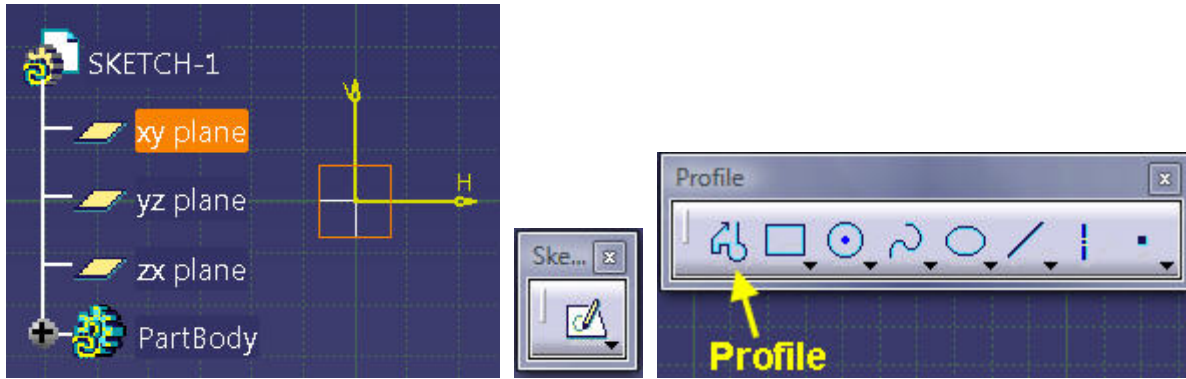 SKETCH-1
xy plane
yz plane
zx plane
PartBody
V
H
Ske...
Profile
Profile